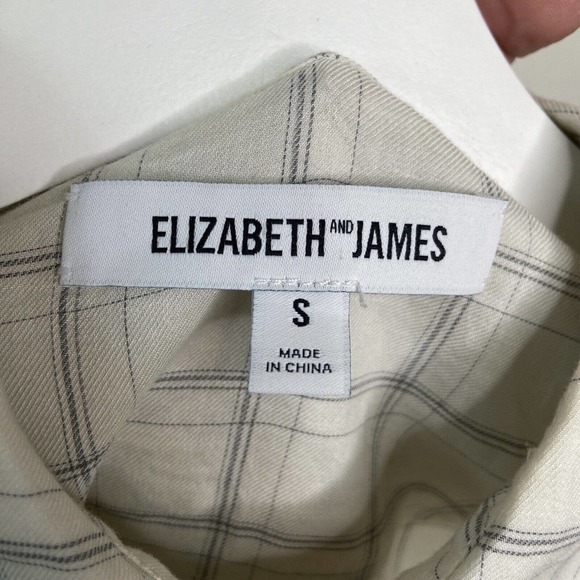 ELIZABETH AND JAMES
S
MADE
IN CHINA